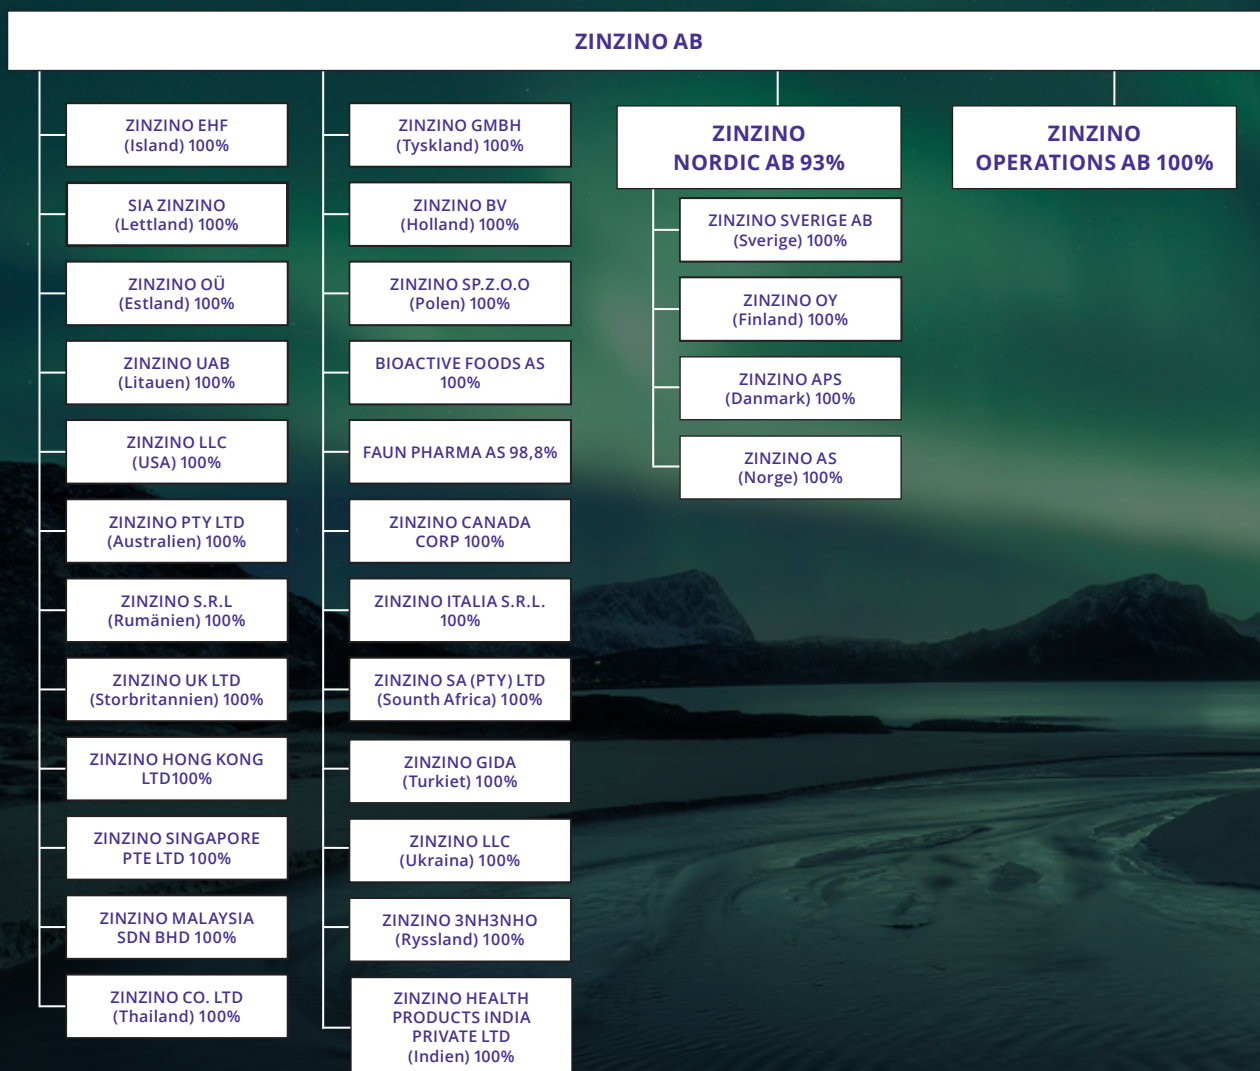 ZINZINO AB
ZINZINO EHF
(Island) 100%
SIA ZINZINO
(Lettland) 100%
ZINZINO OÜ
(Estland) 100%
ZINZINO UAB
(Litauen) 100%
ZINZINO LLC
(USA) 100%
ZINZINO PTY LTD
(Australien) 100%
ZINZINO S.R.L
(Rumänien) 100%
ZINZINO UK LTD
(Storbritannien) 100%
ZINZINO HONG KONG
LTD100%
ZINZINO SINGAPORE
PTE LTD 100%
ZINZINO MALAYSIA
SDN BHD 100%
ZINZINO CO. LTD
(Thailand) 100%
ZINZINO GMBH
(Tyskland) 100%
ZINZINO BV
(Holland) 100%
ZINZINO SP.Z.O.O
(Polen) 100%
BIOACTIVE FOODS AS
100%
FAUN PHARMA AS 98,8%
ZINZINO CANADA
CORP 100%
ZINZINO ITALIA S.R.L.
100%
ZINZINO SA (PTY) LTD
(Sounth Africa) 100%
ZINZINO GIDA
(Turkiet) 100%
ZINZINO LLC
(Ukraina) 100%
ZINZINO 3NH3NHO
(Ryssland) 100%
ZINZINO HEALTH
PRODUCTS INDIA
PRIVATE LTD
(Indien) 100%
ZINZINO
NORDIC AB 93%
ZINZINO SVERIGE AB
(Sverige) 100%
ZINZINO OY
(Finland) 100%
ZINZINO APS
(Danmark) 100%
ZINZINO AS
(Norge) 100%
ZINZINO
OPERATIONS AB 100%